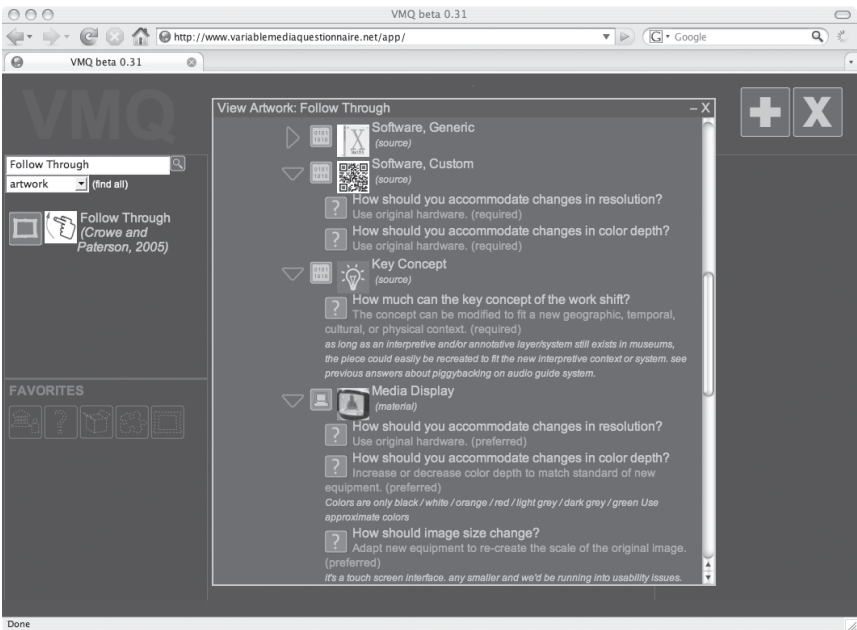 VMQ beta 0.31
http://www.variablemediaquestionnaire.net/app/
G Google
VMQ beta 0.31
VMQ
Follow Through
artwork (find all)
Follow Through
(Crowe and
Paterson, 2005)
FAVORITES
View Artwork: Follow Through – X
Software, Generic
(source)
Software, Custom
(source)
? How should you accommodate changes in resolution?
Use original hardware. (required)
? How should you accommodate changes in color depth?
Use original hardware. (required)
Key Concept
(source)
? How much can the key concept of the work shift?
The concept can be modified to fit a new geographic, temporal,
cultural, or physical context. (required)
as long as an interpretive and/or annotative layer/system still exists in museums,
the piece could easily be recreated to fit the new interpretive context or system. see
previous answers about piggybacking on audio guide system.
Media Display
(material)
? How should you accommodate changes in resolution?
Use original hardware. (preferred)
? How should you accommodate changes in color depth?
Increase or decrease color depth to match standard of new
equipment. (preferred)
Colors are only black / white / orange / red / light grey / dark grey / green Use
approximate colors
? How should image size change?
Adapt new equipment to re-create the scale of the original image.
(preferred)
it's a touch screen interface. any smaller and we'd be running into usability issues.
+ X
Done